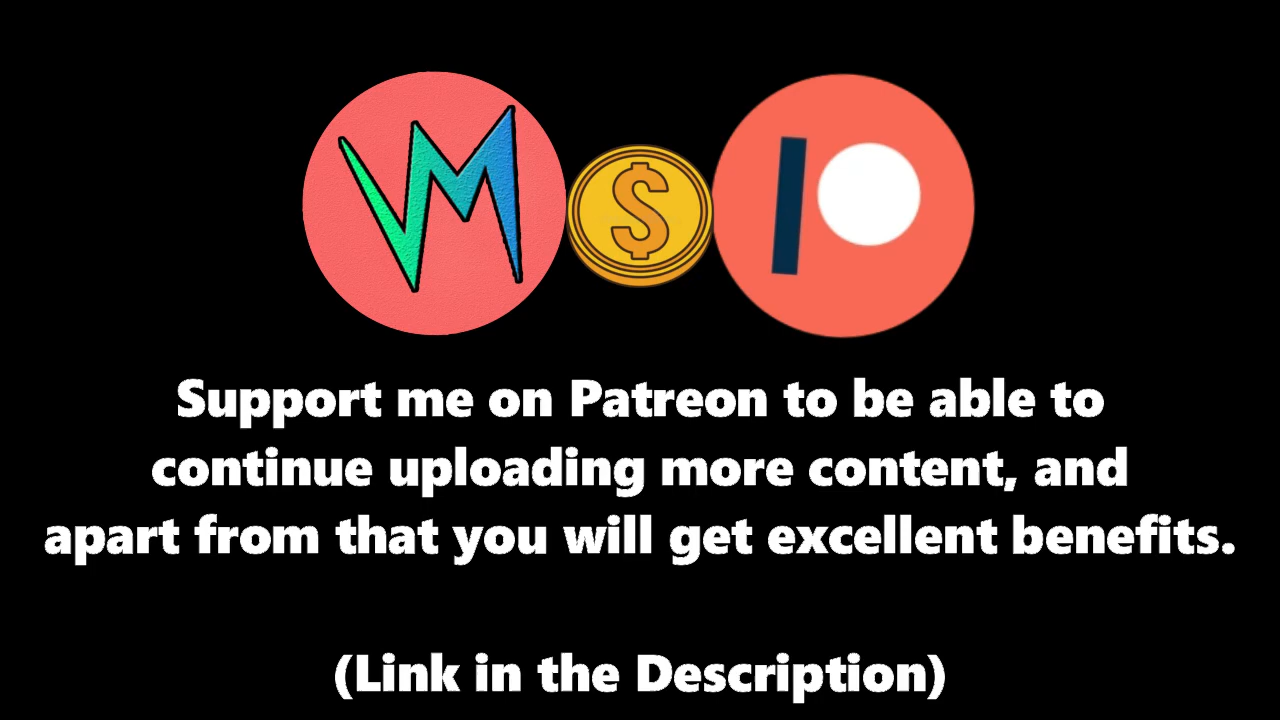 VM
$
Support me on Patreon to be able to
continue uploading more content, and
apart from that you will get excellent benefits.
(Link in the Description)